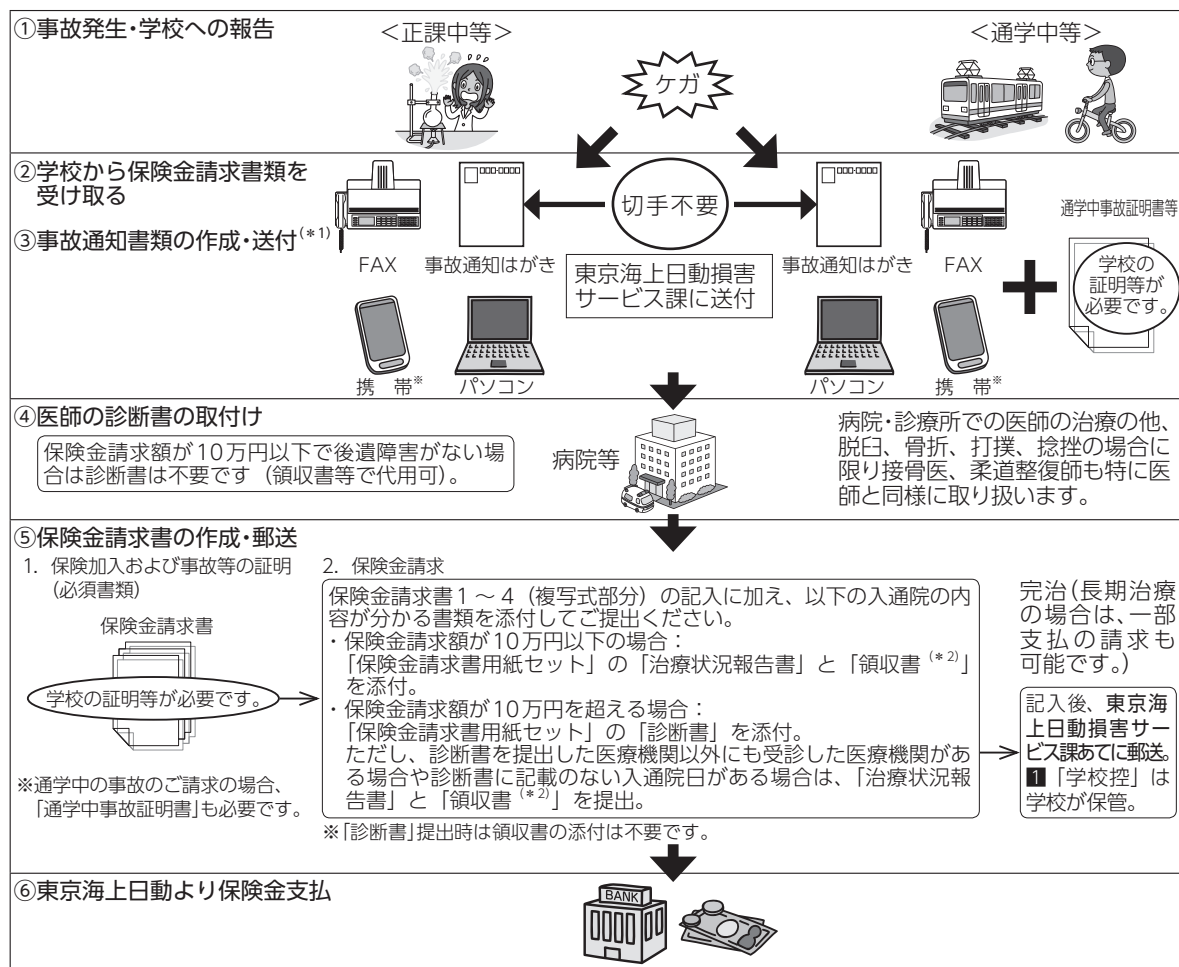 ①事故発生・学校への報告
＜正課中等＞
ケガ
＜通学中等＞
②学校から保険金請求書類を
受け取る
③事故通知書類の作成・送付(＊1)
FAX
事故通知はがき
切手不要
東京海上日動損害
サービス課に送付
事故通知はがき
FAX
通学中事故証明書等
学校の
証明等が
必要です。
携 帯※
パソコン
パソコン
携 帯※
④医師の診断書の取付け
保険金請求額が10万円以下で後遺障害がない場
合は診断書は不要です（領収書等で代用可）。
病院等
病院・診療所での医師の治療の他、
脱臼、骨折、打撲、捻挫の場合に
限り接骨医、柔道整復師も特に医
師と同様に取り扱います。
⑤保険金請求書の作成・郵送
1. 保険加入および事故等の証明
(必須書類)
保険金請求書
学校の証明等が必要です。
※通学中の事故のご請求の場合、
「通学中事故証明書」も必要です。
2. 保険金請求
保険金請求書1～4（複写式部分）の記入に加え、以下の入通院の内
容が分かる書類を添付してご提出ください。
・保険金請求額が10万円以下の場合：
「保険金請求書用紙セット」の「治療状況報告書」と「領収書(＊2)」
を添付。
・保険金請求額が10万円を超える場合：
「保険金請求書用紙セット」の「診断書」を添付。
ただし、診断書を提出した医療機関以外にも受診した医療機関があ
る場合や診断書に記載のない入通院日がある場合は、「治療状況報
告書」と「領収書(＊2)」を提出。
※「診断書」提出時は領収書の添付は不要です。
完治(長期治療
の場合は、一部
支払の請求も
可能です。)
記入後、東京海
上日動損害サー
ビス課あてに郵送。
1「学校控」は
学校が保管。
⑥東京海上日動より保険金支払
BANK